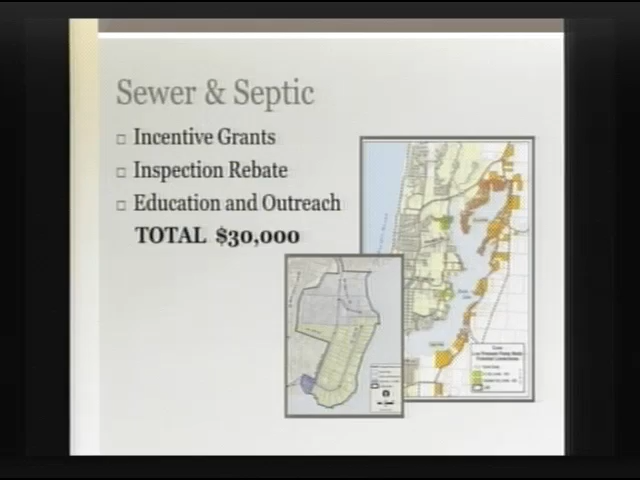 Sewer & Septic
□ Incentive Grants
□ Inspection Rebate
□ Education and Outreach
TOTAL $30,000